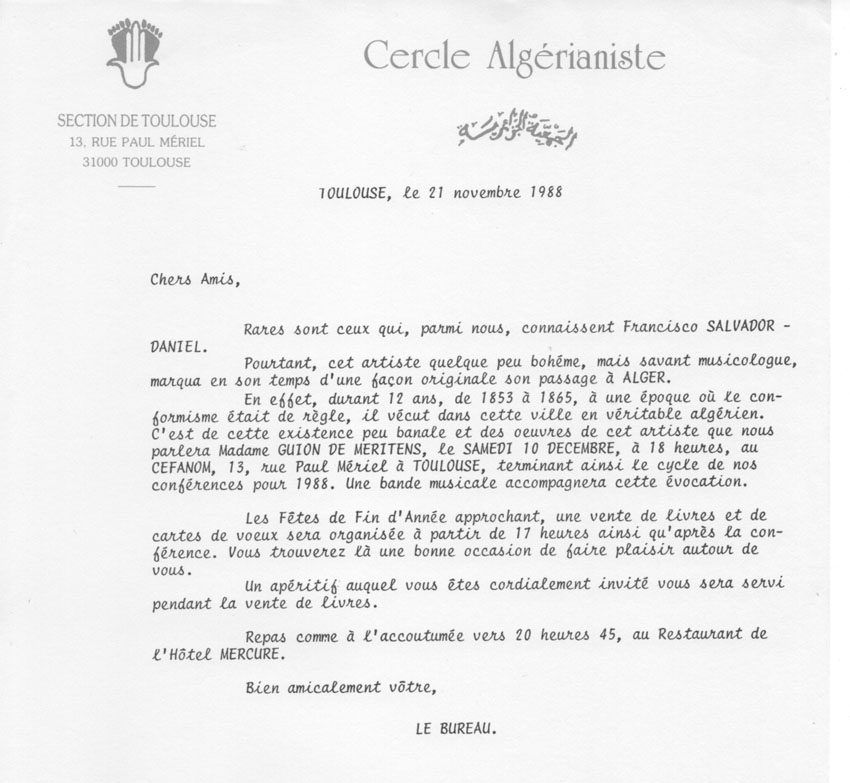 Cercle Algérianiste
SECTION DE TOULOUSE
13, RUE PAUL MÉRIEL
31000 TOULOUSE
TOULOUSE, le 21 novembre 1988
Chers Amis,
Rares sont ceux qui, parmi nous, connaissent Francisco SALVADOR -
DANIEL.
Pourtant, cet artiste quelque peu bohéme, mais savant musicologue,
marqua en son temps d'une façon originale son passage à ALGER.
En effet, durant 12 ans, de 1853 à 1865, à une époque où le con-
formisme était de règle, il vécut dans cette ville en véritable algérien.
C'est de cette existence peu banale et des oeuvres de cet artiste que nous
parlera Madame GUION DE MERITENS, le SAMEDI 10 DECEMBRE, à 18 heures, au
CEFANOM, 13, rue Paul Mériel à TOULOUSE, terminant ainsi le cycle de nos
conférences pour 1988. Une bande musicale accompagnera cette évocation.
Les Fêtes de Fin d'Année approchant, une vente de livres et de
cartes de voeux sera organisée à partir de 17 heures ainsi qu'après la con-
férence. Vous trouverez là une bonne occasion de faire plaisir autour de
vous.
Un apéritif auquel vous êtes cordialement invité vous sera servi
pendant la vente de livres.
Repas comme à l'accoutumée vers 20 heures 45, au Restaurant de
l'Hôtel MERCURE.
Bien amicalement vôtre,
LE BUREAU.